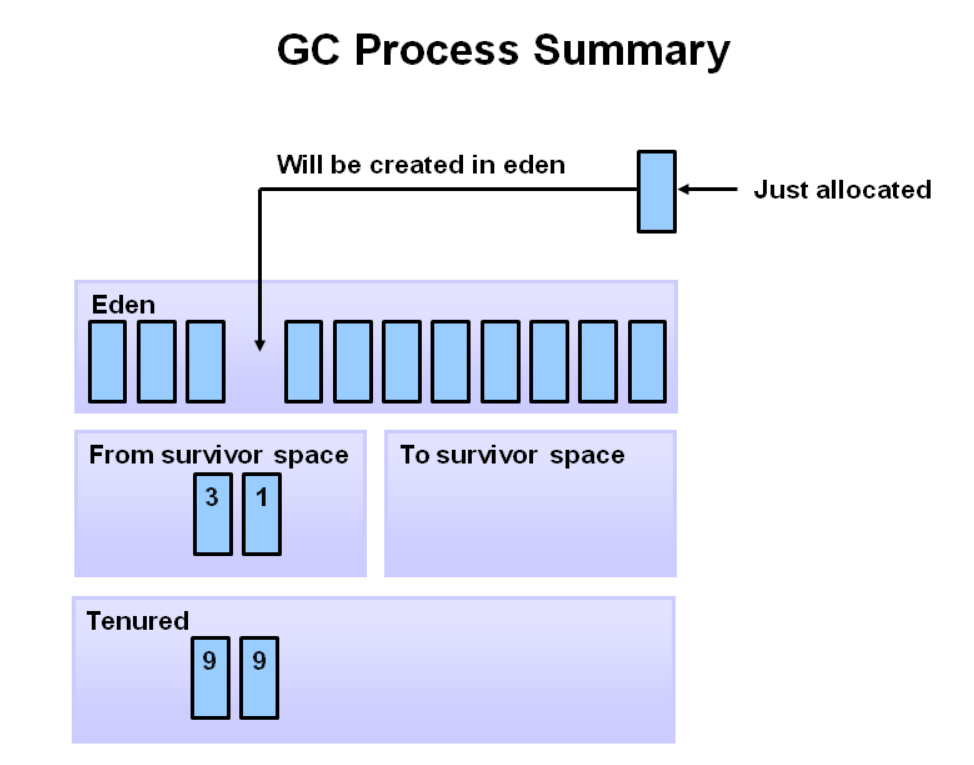 GC Process Summary
Will be created in eden
Just allocated
Eden
From survivor space
To survivor space
3 1
Tenured
9 9